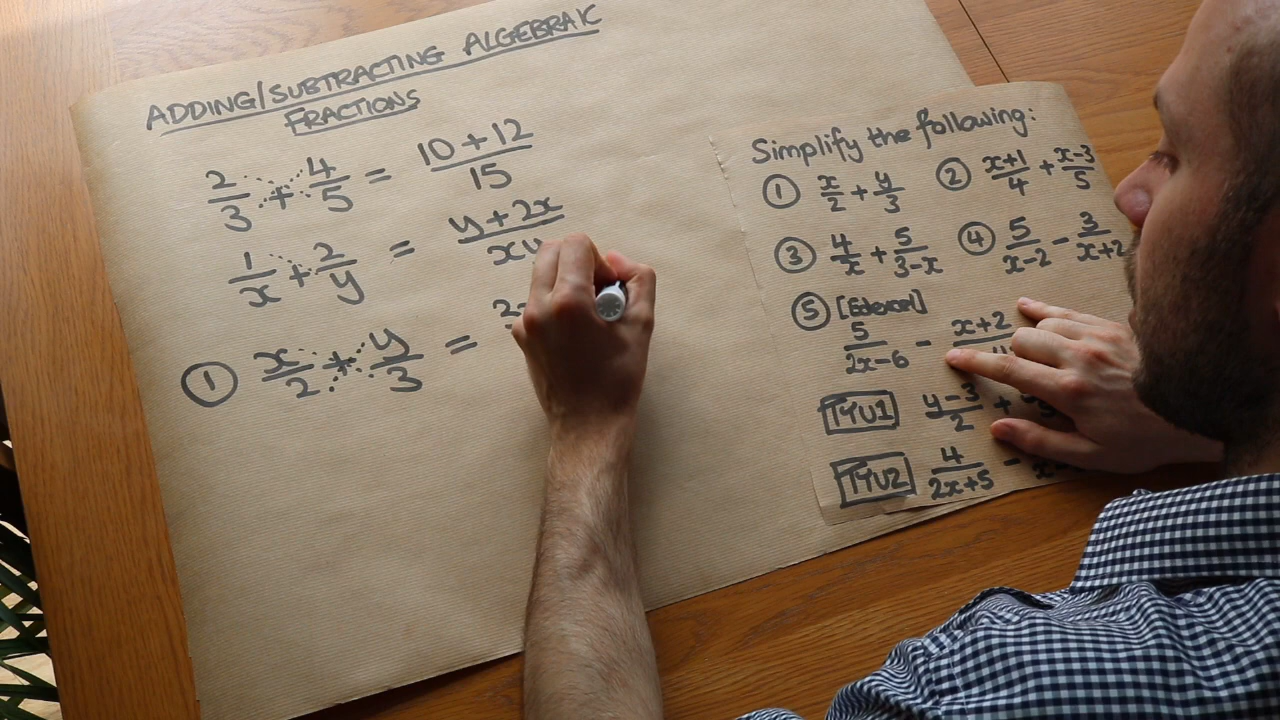 ADDING/SUBTRACTING ALGEBRAIC
FRACTIONS
2/3 + 4/5 = 10+12/15
1/x + 2/y = y+2x/xy
① x/2 + y/3 =
Simplify the following:
① x/2 + y/3 ② x+1/4 + x-3/5
③ 4/x + 5/3-x ④ 5/x-2 - 3/x+2
⑤ [Edexcel]
5/2x-6 - x+2/
TYU1 y-3/2 +
TYU2 4/2x+5 -